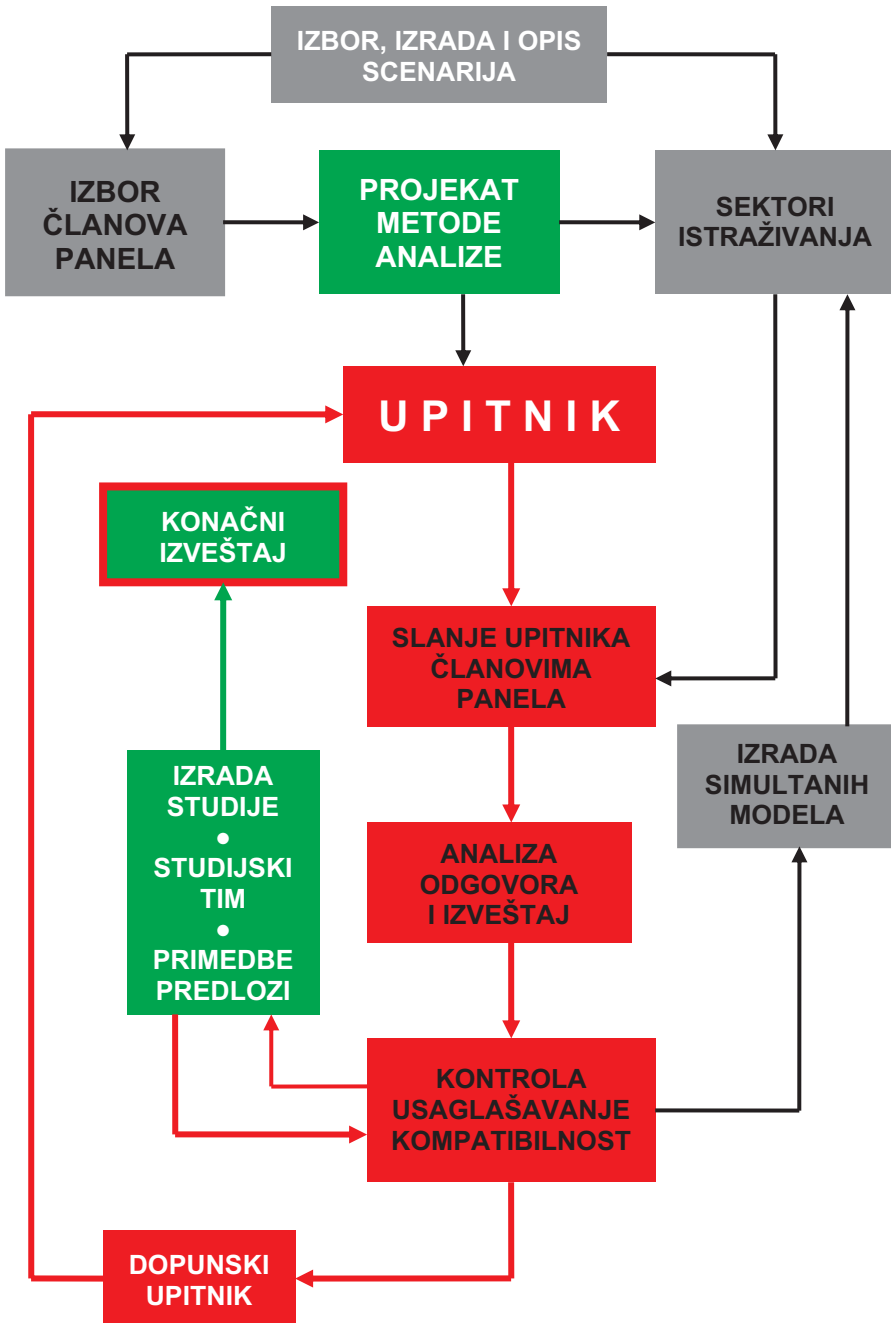 IZBOR, IZRADA I OPIS
SCENARIJA
IZBOR
ČLANOVA
PANELA
PROJEKAT
METODE
ANALIZE
SEKTORI
ISTRAŽIVANJA
U P I T N I K
KONAČNI
IZVEŠTAJ
SLANJE UPITNIKA
ČLANOVIMA
PANELA
IZRADA
SIMULTANIH
MODELA
IZRADA
STUDIJE
•
STUDIJSKI
TIM
•
PRIMEDBE
PREDLOZI
ANALIZA
ODGOVORA
I IZVEŠTAJ
KONTROLA
USAGLAŠAVANJE
KOMPATIBILNOST
DOPUNSKI
UPITNIK